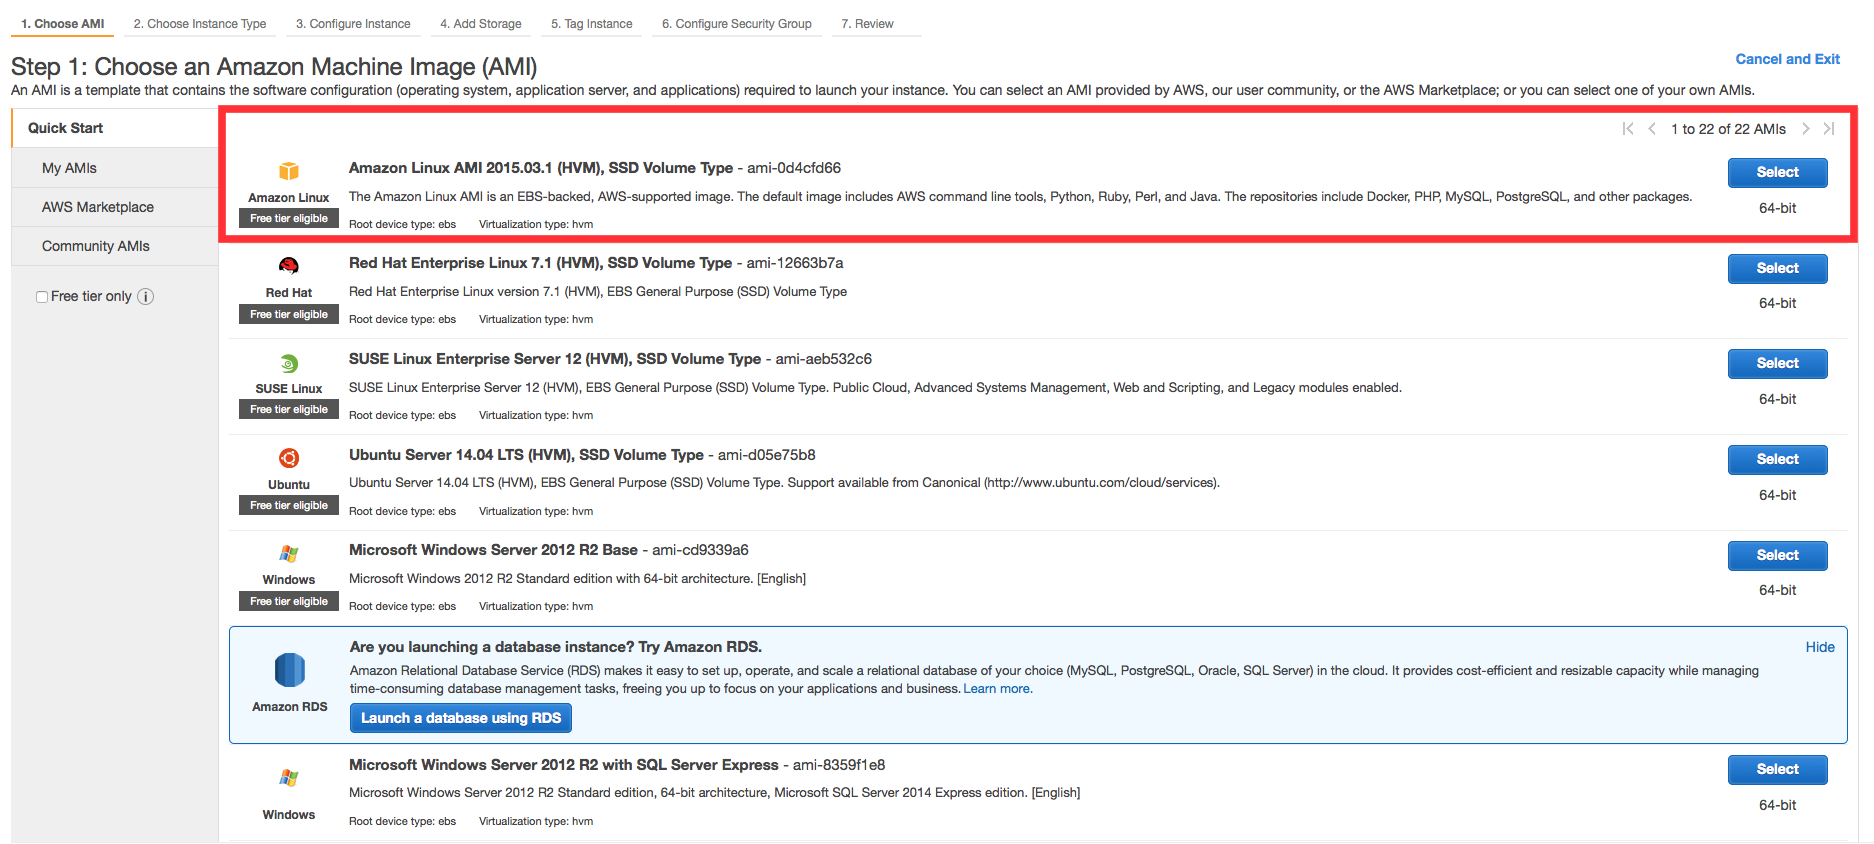 1. Choose AMI 2. Choose Instance Type 3. Configure Instance 4. Add Storage 5. Tag Instance 6. Configure Security Group 7. Review
Step 1: Choose an Amazon Machine Image (AMI)
Cancel and Exit
An AMI is a template that contains the software configuration (operating system, application server, and applications) required to launch your instance. You can select an AMI provided by AWS, our user community, or the AWS Marketplace; or you can select one of your own AMIs.
Quick Start
My AMIs
AWS Marketplace
Community AMIs
Free tier only
1 to 22 of 22 AMIs
Amazon Linux
Free tier eligible
Amazon Linux AMI 2015.03.1 (HVM), SSD Volume Type - ami-0d4cfd66
The Amazon Linux AMI is an EBS-backed, AWS-supported image. The default image includes AWS command line tools, Python, Ruby, Perl, and Java. The repositories include Docker, PHP, MySQL, PostgreSQL, and other packages.
Root device type: ebs Virtualization type: hvm
Select
64-bit
Red Hat
Free tier eligible
Red Hat Enterprise Linux 7.1 (HVM), SSD Volume Type - ami-12663b7a
Red Hat Enterprise Linux version 7.1 (HVM), EBS General Purpose (SSD) Volume Type
Root device type: ebs Virtualization type: hvm
Select
64-bit
SUSE Linux
Free tier eligible
SUSE Linux Enterprise Server 12 (HVM), SSD Volume Type - ami-aeb532c6
SUSE Linux Enterprise Server 12 (HVM), EBS General Purpose (SSD) Volume Type. Public Cloud, Advanced Systems Management, Web and Scripting, and Legacy modules enabled.
Root device type: ebs Virtualization type: hvm
Select
64-bit
Ubuntu
Free tier eligible
Ubuntu Server 14.04 LTS (HVM), SSD Volume Type - ami-d05e75b8
Ubuntu Server 14.04 LTS (HVM), EBS General Purpose (SSD) Volume Type. Support available from Canonical (http://www.ubuntu.com/cloud/services).
Root device type: ebs Virtualization type: hvm
Select
64-bit
Windows
Free tier eligible
Microsoft Windows Server 2012 R2 Base - ami-cd9339a6
Microsoft Windows 2012 R2 Standard edition with 64-bit architecture. [English]
Root device type: ebs Virtualization type: hvm
Select
64-bit
Amazon RDS
Are you launching a database instance? Try Amazon RDS.
Hide
Amazon Relational Database Service (RDS) makes it easy to set up, operate, and scale a relational database of your choice (MySQL, PostgreSQL, Oracle, SQL Server) in the cloud. It provides cost-efficient and resizable capacity while managing
time-consuming database management tasks, freeing you up to focus on your applications and business. Learn more.
Launch a database using RDS
Windows
Microsoft Windows Server 2012 R2 with SQL Server Express - ami-8359f1e8
Microsoft Windows Server 2012 R2 Standard edition, 64-bit architecture, Microsoft SQL Server 2014 Express edition. [English]
Root device type: ebs Virtualization type: hvm
Select
64-bit